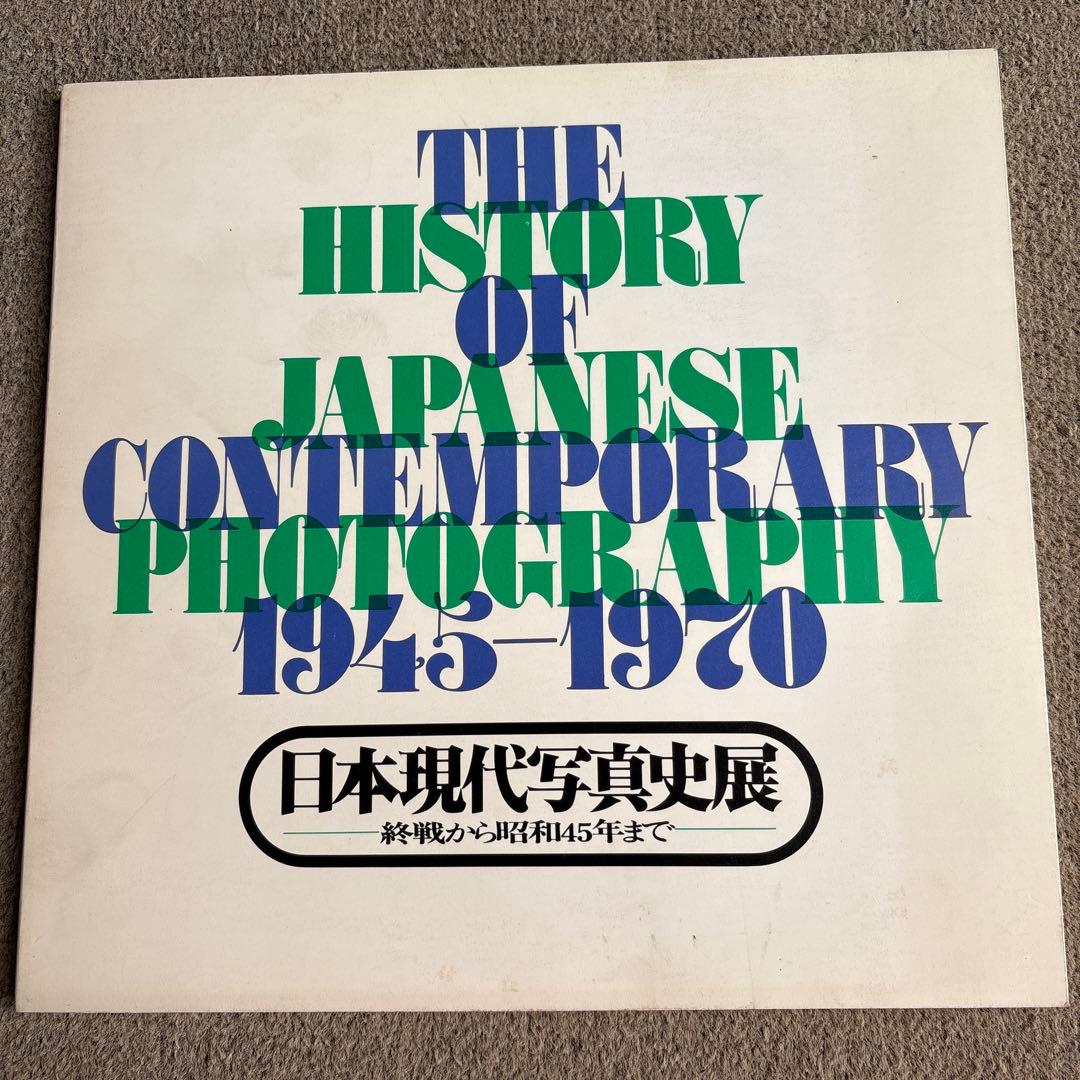 THE
HISTORY
OF
JAPANESE
CONTEMPORARY
PHOTOGRAPHY
1945—1970
日本現代写真史展
終戦から昭和45年まで